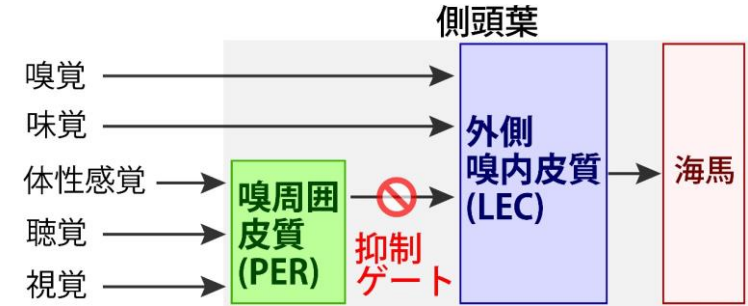 側頭葉
嗅覚
味覚
体性感覚
聴覚
視覚
嗅周囲
皮質
(PER)
抑制
ゲート
外側
嗅内皮質
(LEC)
海馬